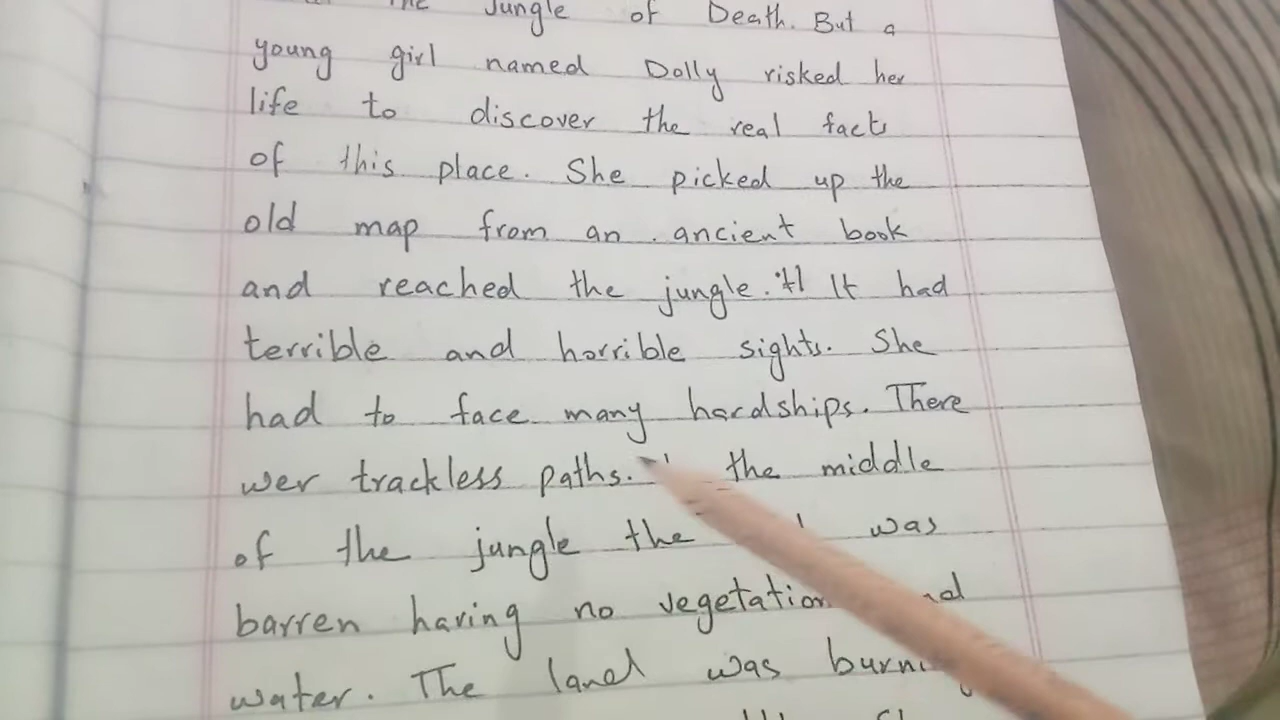 the Jungle of Death. But a
young girl named Dolly risked her
life to discover the real facts
of this place. She picked up the
old map from an ancient book
and reached the jungle. It had
terrible and horrible sights. She
had to face many hardships. There
wer trackless paths. the middle
of the jungle the was
barren having no vegetation
water. The land was